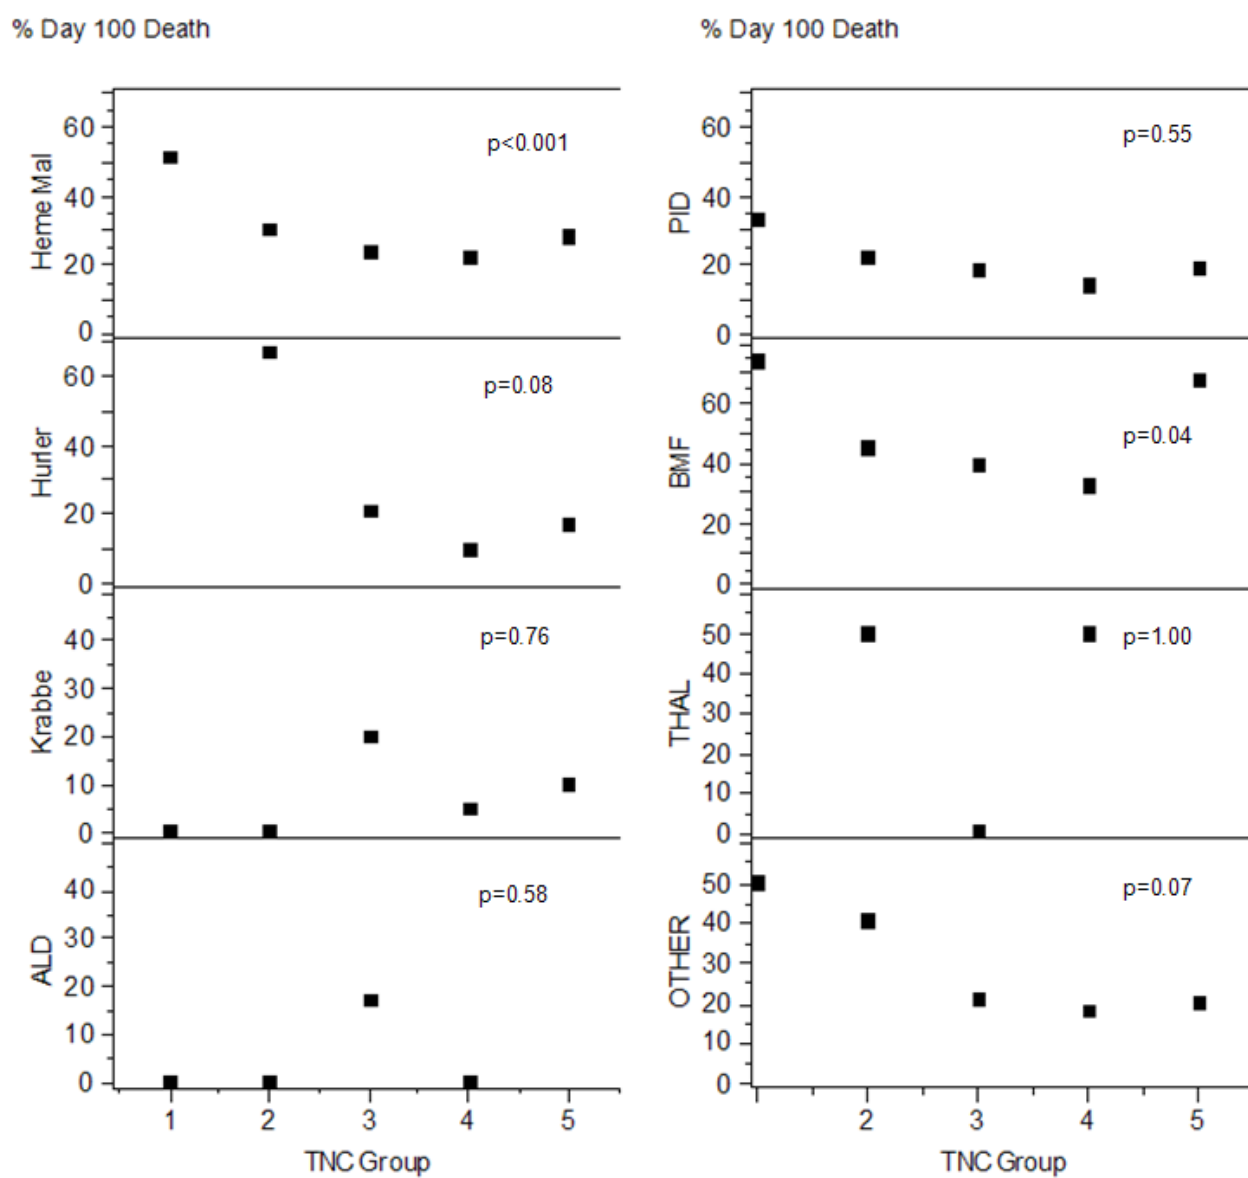 % Day 100 Death
Heme Mal
60
40
20
0
p<0.001
Hurler
60
40
20
0
p=0.08
Krabbe
40
30
20
10
0
p=0.76
ALD
40
30
20
10
0
p=0.58
1 2 3 4 5
TNC Group
% Day 100 Death
PID
60
40
20
0
p=0.55
BMF
60
40
20
0
p=0.04
THAL
50
40
30
20
10
0
p=1.00
OTHER
50
40
30
20
10
0
p=0.07
2 3 4 5
TNC Group